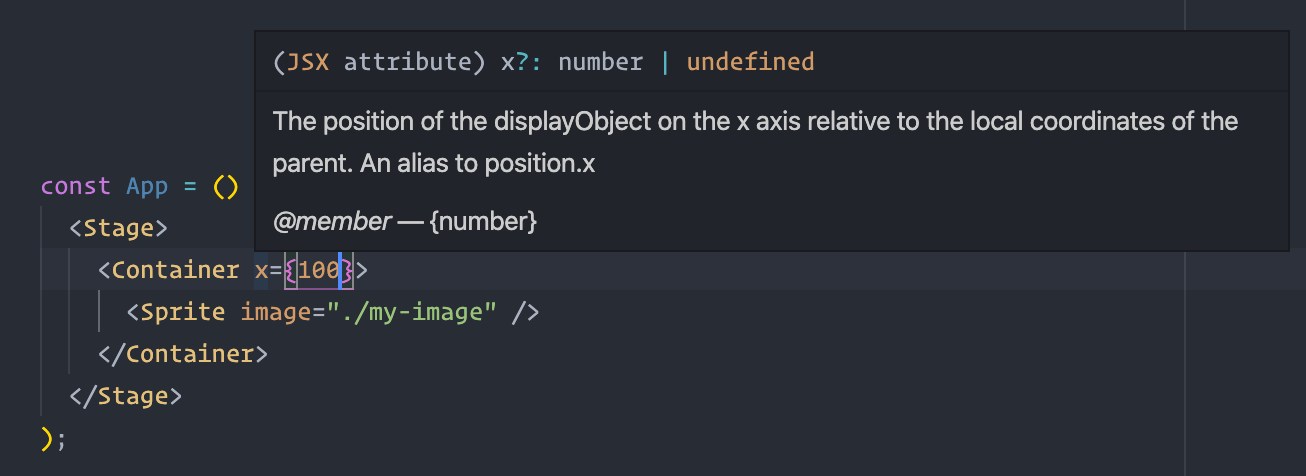 (JSX attribute) x?: number | undefined
The position of the displayObject on the x axis relative to the local coordinates of the
parent. An alias to position.x
@member — {number}
const App = ()
<Stage>
<Container x={100}>
<Sprite image="./my-image" />
</Container>
</Stage>
);